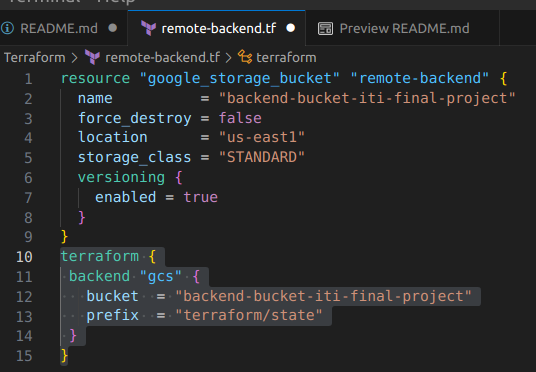 Terminal Help
README.md ● remote-backend.tf ● Preview README.md
Terraform > remote-backend.tf > terraform
1 resource "google_storage_bucket" "remote-backend" {
2   name          = "backend-bucket-iti-final-project"
3   force_destroy = false
4   location      = "us-east1"
5   storage_class = "STANDARD"
6   versioning {
7     enabled = true
8   }
9 }
10 terraform {
11  backend "gcs" {
12    bucket  = "backend-bucket-iti-final-project"
13    prefix  = "terraform/state"
14  }
15 }